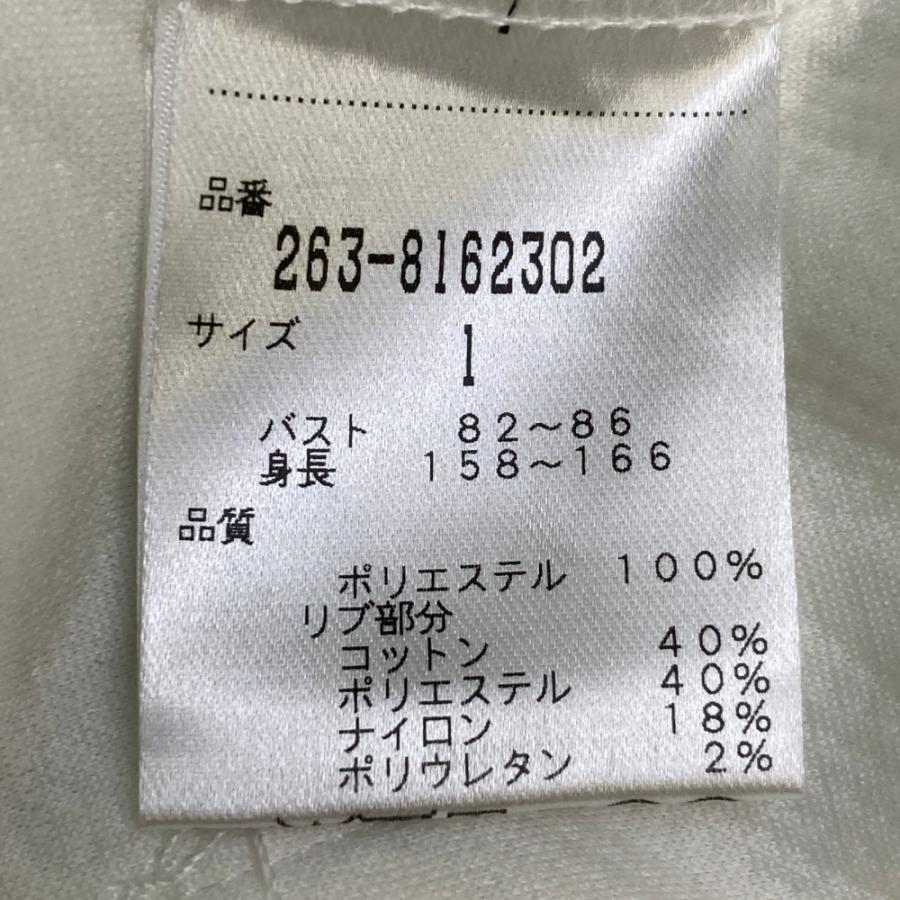 品番
263-8162302
サイズ 1
バスト 82~86
身長 158~166
品質
ポリエステル 100%
リブ部分
コットン 40%
ポリエステル 40%
ナイロン 18%
ポリウレタン 2%